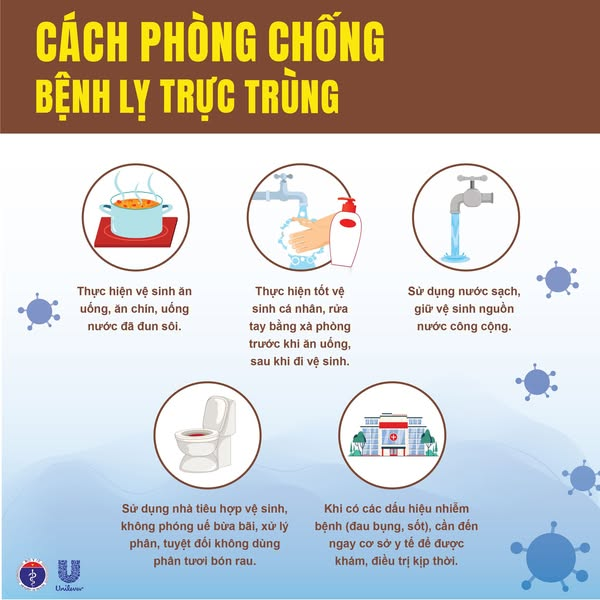 CÁCH PHÒNG CHỐNG
BỆNH LỴ TRỰC TRÙNG
Thực hiện vệ sinh ăn
uống, ăn chín, uống
nước đã đun sôi.
Thực hiện tốt vệ
sinh cá nhân, rửa
tay bằng xà phòng
trước khi ăn uống,
sau khi đi vệ sinh.
Sử dụng nước sạch,
giữ vệ sinh nguồn
nước công cộng.
Sử dụng nhà tiêu hợp vệ sinh,
không phóng uế bừa bãi, xử lý
phân, tuyệt đối không dùng
phân tươi bón rau.
Khi có các dấu hiệu nhiễm
bệnh (đau bụng, sốt), cần đến
ngay cơ sở y tế để được
khám, điều trị kịp thời.
Unilever